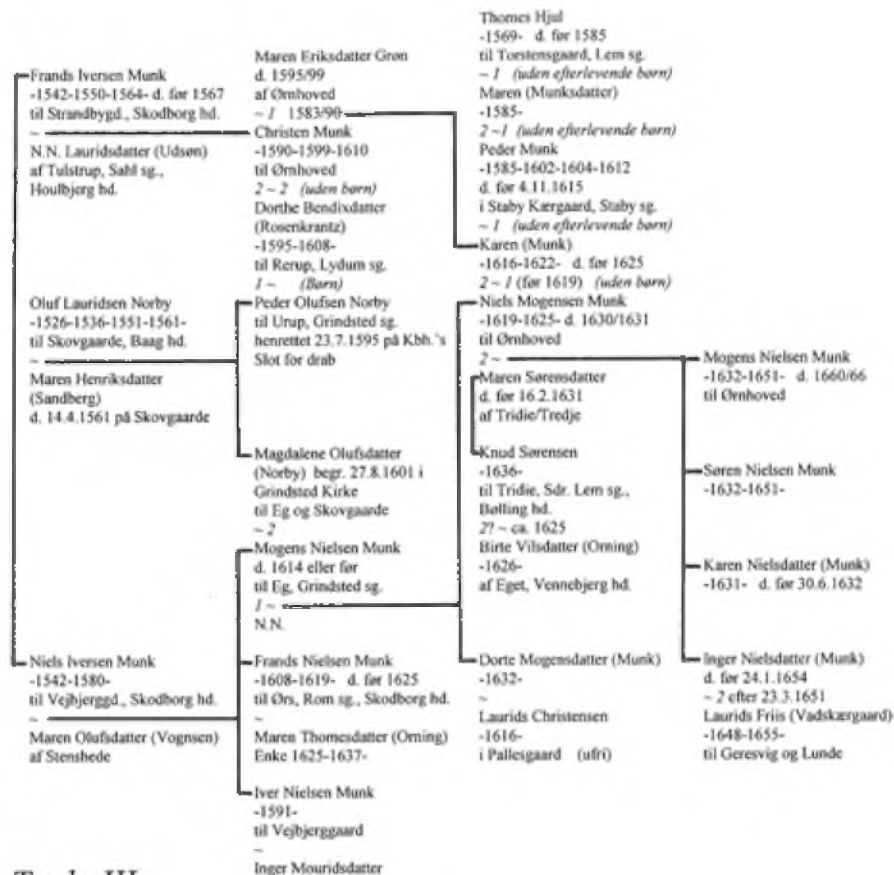 Frands Iversen Munk
-1542-1550-1564- d. før 1567
til Strandbygd., Skodborg hd.
~
N.N. Lauridsdatter (Udsøn)
af Tulstrup, Sahl sg.,
Houlbjerg hd.
Oluf Lauridsen Norby
-1526-1536-1551-1561-
til Skovgaarde, Baag hd.
~
Maren Henriksdatter
(Sandberg)
d. 14.4.1561 på Skovgaarde
Niels Iversen Munk
-1542-1580-
til Vejbjerggd., Skodborg hd.
~
Maren Olufsdatter (Vognsen)
af Stenshede
Maren Eriksdatter Grøn
d. 1595/99
af Ørnhoved
~ 1 1583/90
Christen Munk
-1590-1599-1610
til Ørnhoved
2 ~ 2 (uden børn)
Dorthe Bendixdatter
(Rosenkrantz)
-1595-1608-
til Rerup, Lydum sg.
1 ~ (Børn)
Peder Olufsen Norby
til Urup, Grindsted sg.
henrettet 23.7.1595 på Kbh.'s
Slot for drab
Magdalene Olufsdatter
(Norby) begr. 27.8.1601 i
Grindsted Kirke
til Eg og Skovgaarde
~ 2
Mogens Nielsen Munk
d. 1614 eller før
til Eg, Grindsted sg.
1 ~
N.N.
Frands Nielsen Munk
-1608-1619- d. før 1625
til Ørs, Rom sg., Skodborg hd.
~
Maren Thomesdatter (Orning)
Enke 1625-1637-
Iver Nielsen Munk
-1591-
til Vejbjerggaard
~
Inger Mouridsdatter
Thomes Hjul
-1569- d. før 1585
til Torstensgaard, Lem sg.
~ 1 (uden efterlevende børn)
Maren (Munksdatter)
-1585-
2 ~1 (uden efterlevende børn)
Peder Munk
-1585-1602-1604-1612
d. før 4.11.1615
i Staby Kærgaard, Staby sg.
~ 1 (uden efterlevende børn)
Karen (Munk)
-1616-1622- d. før 1625
2 ~ 1 (før 1619) (uden børn)
Niels Mogensen Munk
-1619-1625- d. 1630/1631
til Ørnhoved
2 ~
Maren Sørensdatter
d. før 16.2.1631
af Tridie/Tredje
Knud Sørensen
-1636-
til Tridie, Sdr. Lem sg.,
Bølling hd.
2? ~ ca. 1625
Birte Vilsdatter (Orning)
-1626-
af Eget, Vennebjerg hd.
Dorte Mogensdatter (Munk)
-1632-
~
Laurids Christensen
-1616-
i Pallesgaard (ufri)
Mogens Nielsen Munk
-1632-1651- d. 1660/66
til Ørnhoved
Søren Nielsen Munk
-1632-1651-
Karen Nielsdatter (Munk)
-1631- d. før 30.6.1632
Inger Nielsdatter (Munk)
d. før 24.1.1654
~ 2 efter 23.3.1651
Laurids Friis (Vadskærgaard)
-1648-1655-
til Geresvig og Lunde